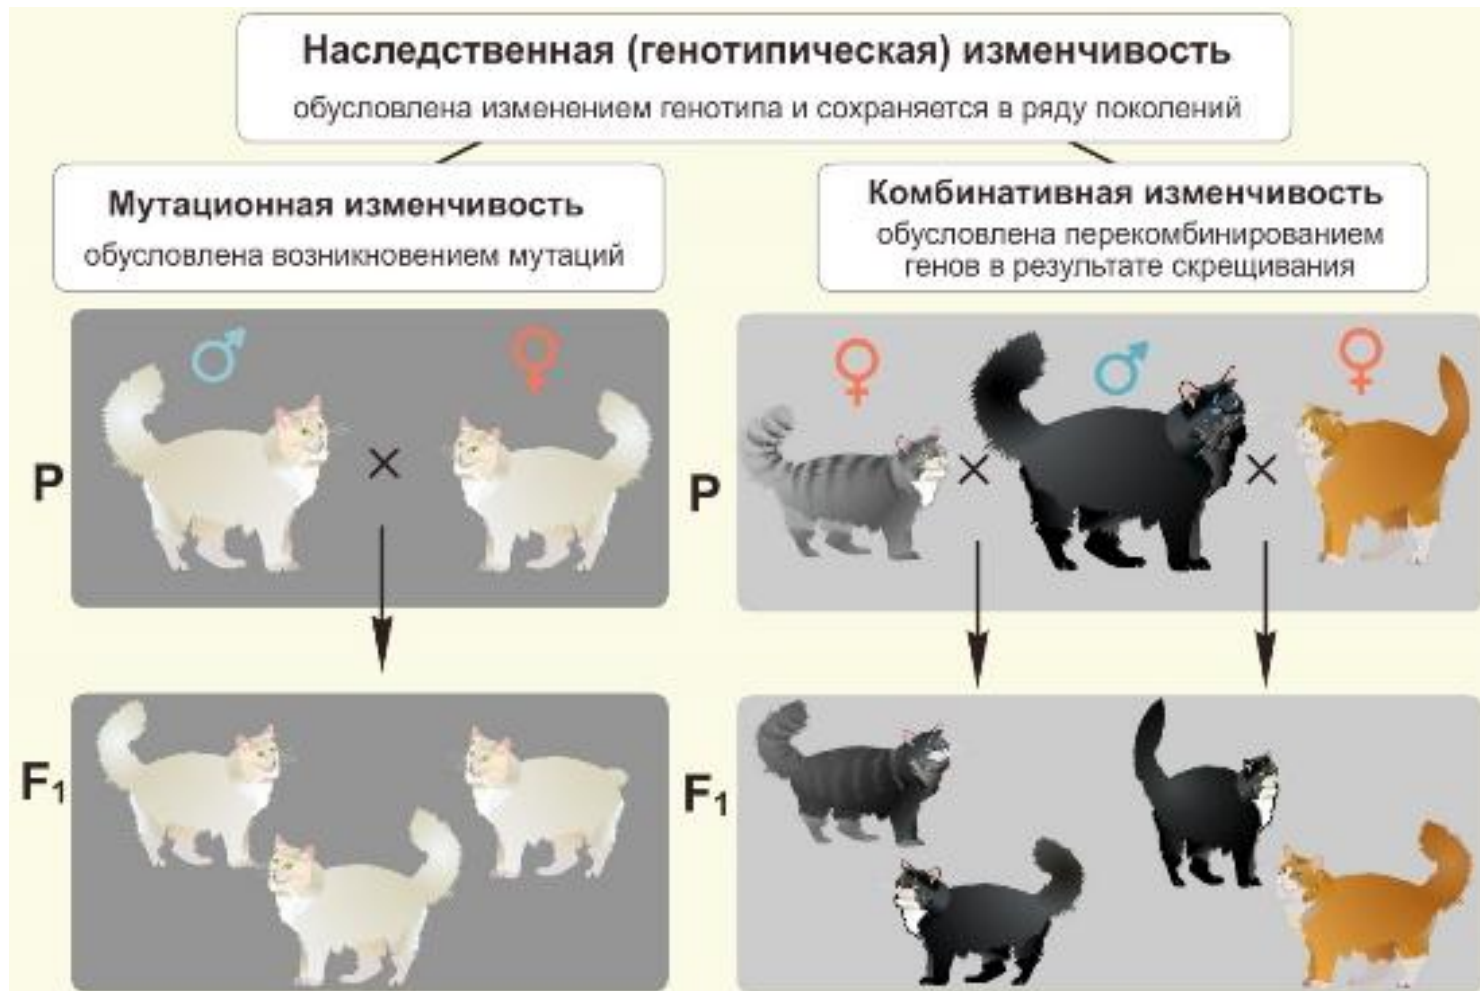 Наследственная (генотипическая) изменчивость
обусловлена изменением генотипа и сохраняется в ряду поколений
Мутационная изменчивость
обусловлена возникновением мутаций
Комбинативная изменчивость
обусловлена перекомбинированием
генов в результате скрещивания
♂ ♀
P ×
♀ ♂ ♀
P × ×
F₁
F₁